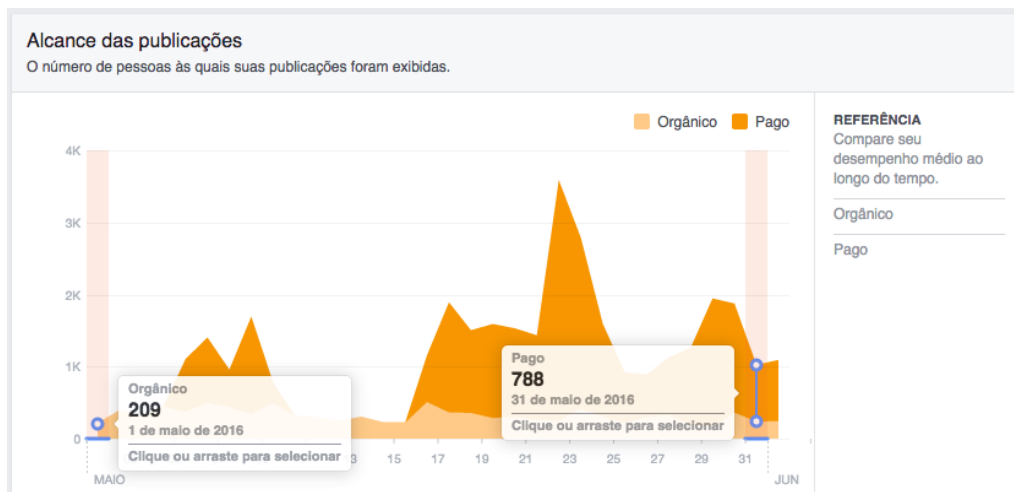 Alcance das publicações
O número de pessoas às quais suas publicações foram exibidas.
Orgânico Pago
REFERÊNCIA
Compare seu
desempenho médio ao
longo do tempo.
Orgânico
Pago
4K
3K
2K
1K
0
Orgânico
209
1 de maio de 2016
Clique ou arraste para selecionar
Pago
788
31 de maio de 2016
Clique ou arraste para selecionar
3 15 17 19 21 23 25 27 29 31
MAIO JUN